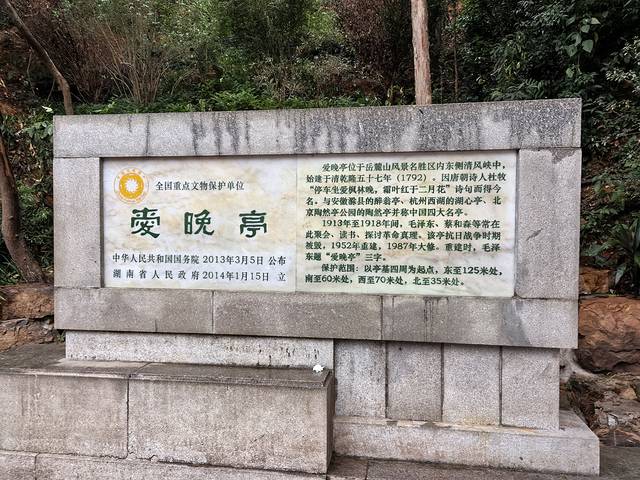 全国重点文物保护单位
爱晚亭
中华人民共和国国务院 2013年3月5日 公布
湖南省人民政府 2014年1月15日 立
爱晚亭位于岳麓山风景名胜区内东侧清风峡中，
始建于清乾隆五十七年（1792）。因唐朝诗人杜牧
“停车坐爱枫林晚，霜叶红于二月花”诗句而得今
名，与安徽滁县的醉翁亭、杭州西湖的湖心亭、北
京陶然亭公园的陶然亭并称中国四大名亭。
1913年至1918年间，毛泽东、蔡和森等常在
此聚会、读书、探讨革命真理。该亭抗日战争时期
被毁，1952年重建，1987年大修。重建时，毛泽
东题“爱晚亭”三字。
保护范围：以亭基四周为起点，东至125米处，
南至60米处，西至70米处，北至35米处。